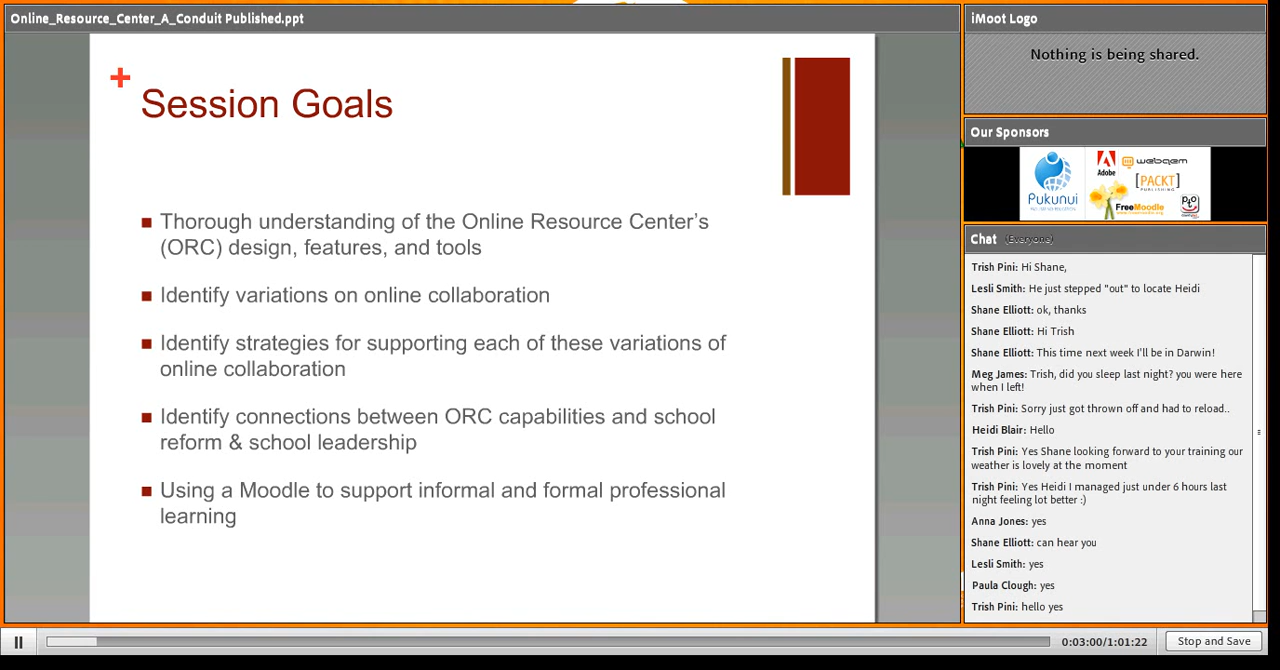 Online_Resource_Center_A_Conduit Published.ppt
+
Session Goals
Thorough understanding of the Online Resource Center's
(ORC) design, features, and tools
Identify variations on online collaboration
Identify strategies for supporting each of these variations of
online collaboration
Identify connections between ORC capabilities and school
reform & school leadership
Using a Moodle to support informal and formal professional
learning
iMoot Logo
Nothing is being shared.
Our Sponsors
Pukunui
Adobe
webqem
[PACKT]
PUBLISHING
FreeMoodle
Chat (Everyone)
Trish Pini: Hi Shane,
Lesli Smith: He just stepped "out" to locate Heidi
Shane Elliott: ok, thanks
Shane Elliott: Hi Trish
Shane Elliott: This time next week I'll be in Darwin!
Meg James: Trish, did you sleep last night? you were here
when I left!
Trish Pini: Sorry just got thrown off and had to reload..
Heidi Blair: Hello
Trish Pini: Yes Shane looking forward to your training our
weather is lovely at the moment
Trish Pini: Yes Heidi I managed just under 6 hours last
night feeling lot better :)
Anna Jones: yes
Shane Elliott: can hear you
Lesli Smith: yes
Paula Clough: yes
Trish Pini: hello yes
0:03:00/1:01:22
Stop and Save